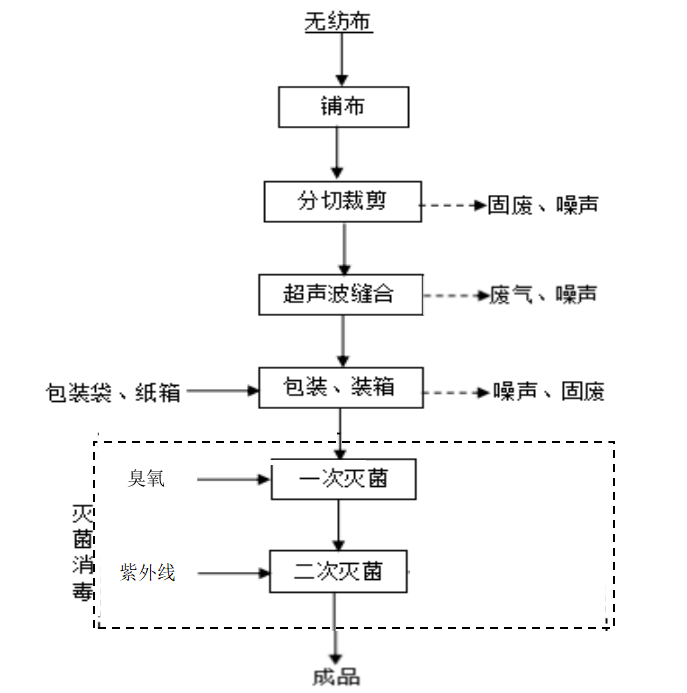 无纺布
铺布
分切裁剪
固废、噪声
超声波缝合
废气、噪声
包装袋、纸箱
包装、装箱
噪声、固废
灭菌消毒
臭氧
一次灭菌
紫外线
二次灭菌
成品